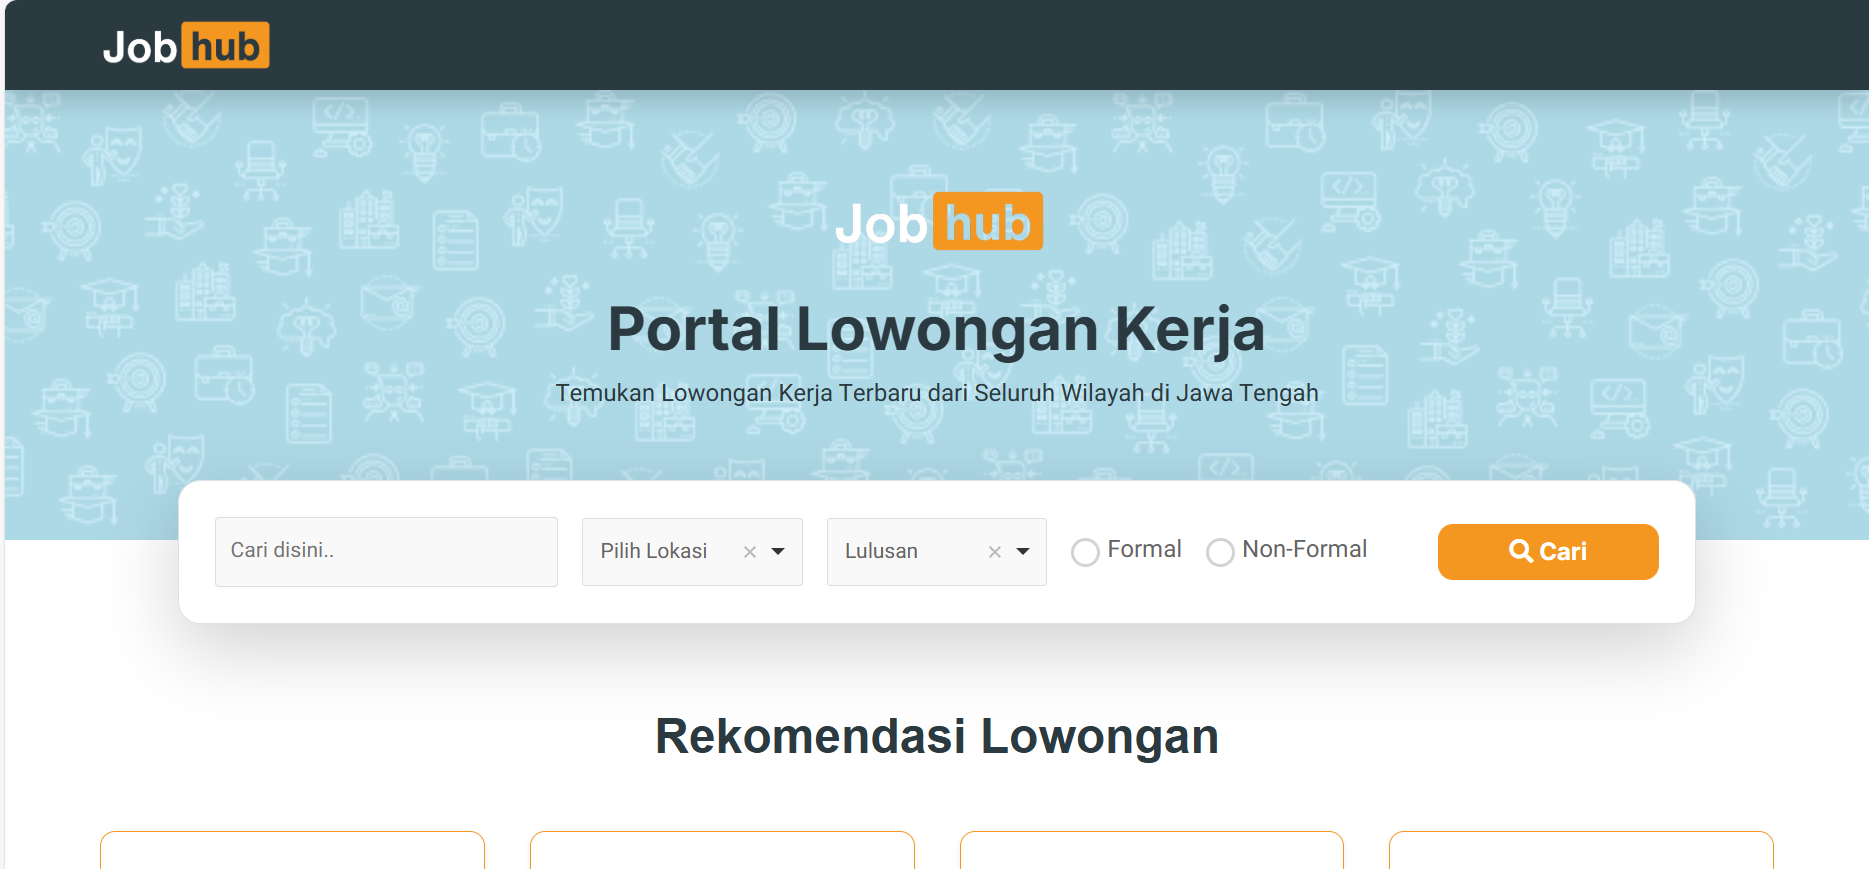 Job hub
Job hub
Portal Lowongan Kerja
Temukan Lowongan Kerja Terbaru dari Seluruh Wilayah di Jawa Tengah
Cari disini.. Pilih Lokasi × Lulusan × Formal Non-Formal Cari
Rekomendasi Lowongan